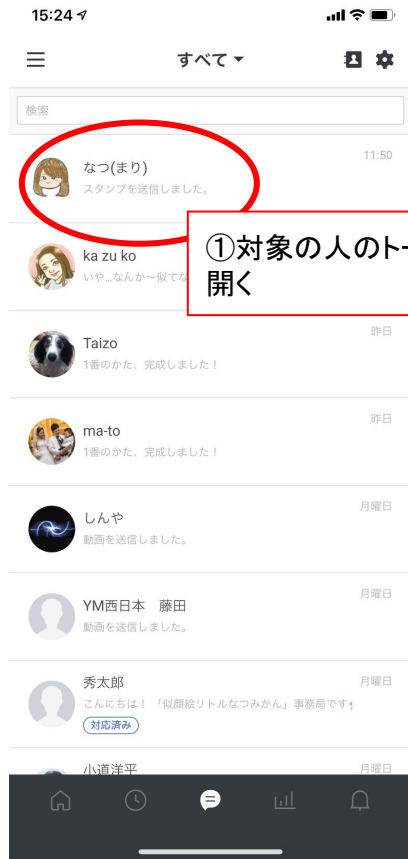 15:24
すべて
検索
なつ(まり)
11:50
スタンプを送信しました。
①対象の人のトー
開く
ka zu ko
いや…なんか〜似てな
昨日
Taizo
1番のかた、完成しました！
昨日
ma-to
1番のかた、完成しました！
月曜日
しんや
動画を送信しました。
月曜日
YM西日本　藤田
動画を送信しました。
月曜日
秀太郎
こんにちは！「似顔絵リトルなつみかん」事務局です
対応済み
小道洋平
月曜日